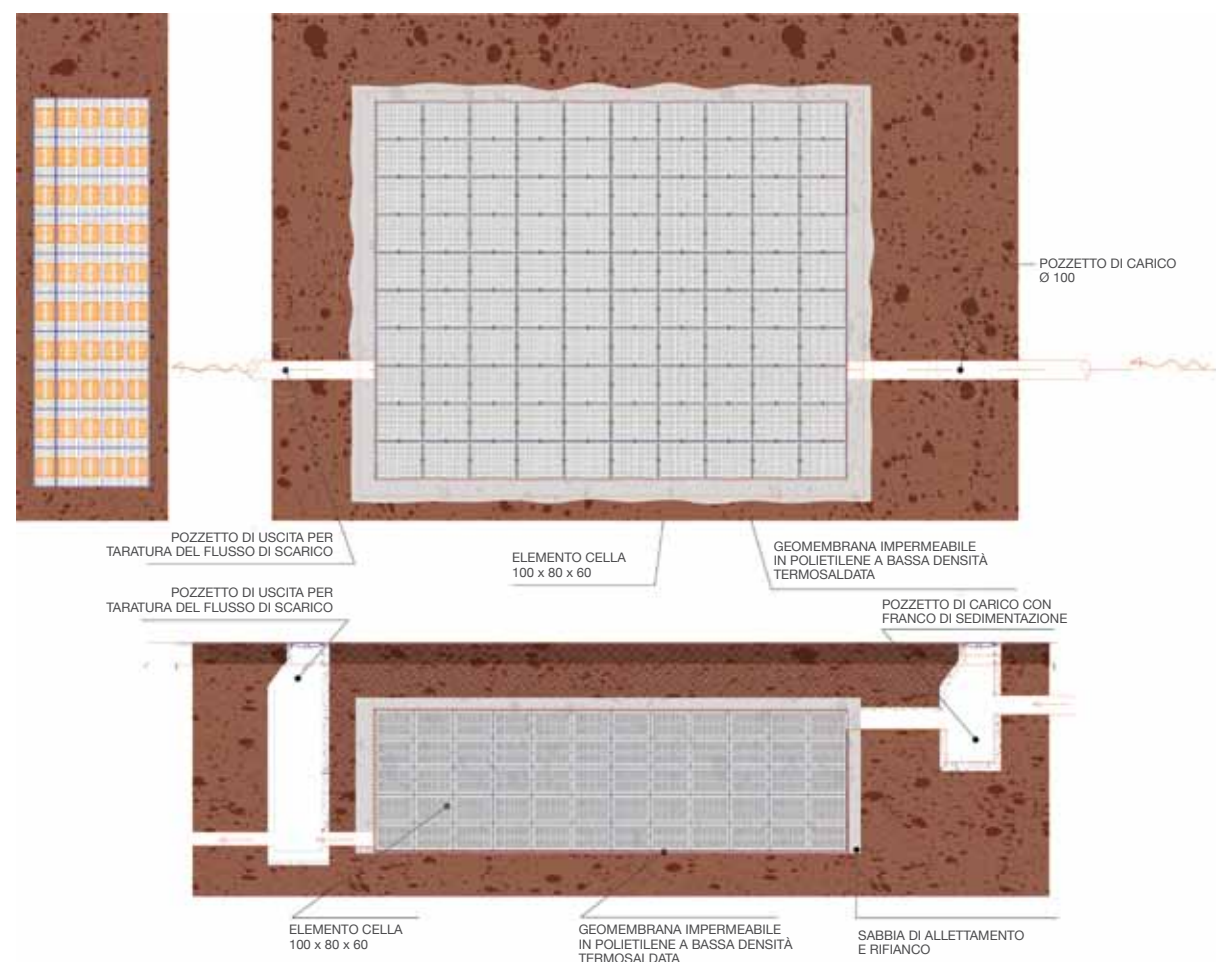 POZZETTO DI CARICO
Ø 100
POZZETTO DI USCITA PER
TARATURA DEL FLUSSO DI SCARICO
ELEMENTO CELLA
100 x 80 x 60
GEOMEMBRANA IMPERMEABILE
IN POLIETILENE A BASSA DENSITÀ
TERMOSALDATA
POZZETTO DI USCITA PER
TARATURA DEL FLUSSO DI SCARICO
POZZETTO DI CARICO CON
FRANCO DI SEDIMENTAZIONE
ELEMENTO CELLA
100 x 80 x 60
GEOMEMBRANA IMPERMEABILE
IN POLIETILENE A BASSA DENSITÀ
TERMOSALDATA
SABBIA DI ALLETTAMENTO
E RIFIANCO